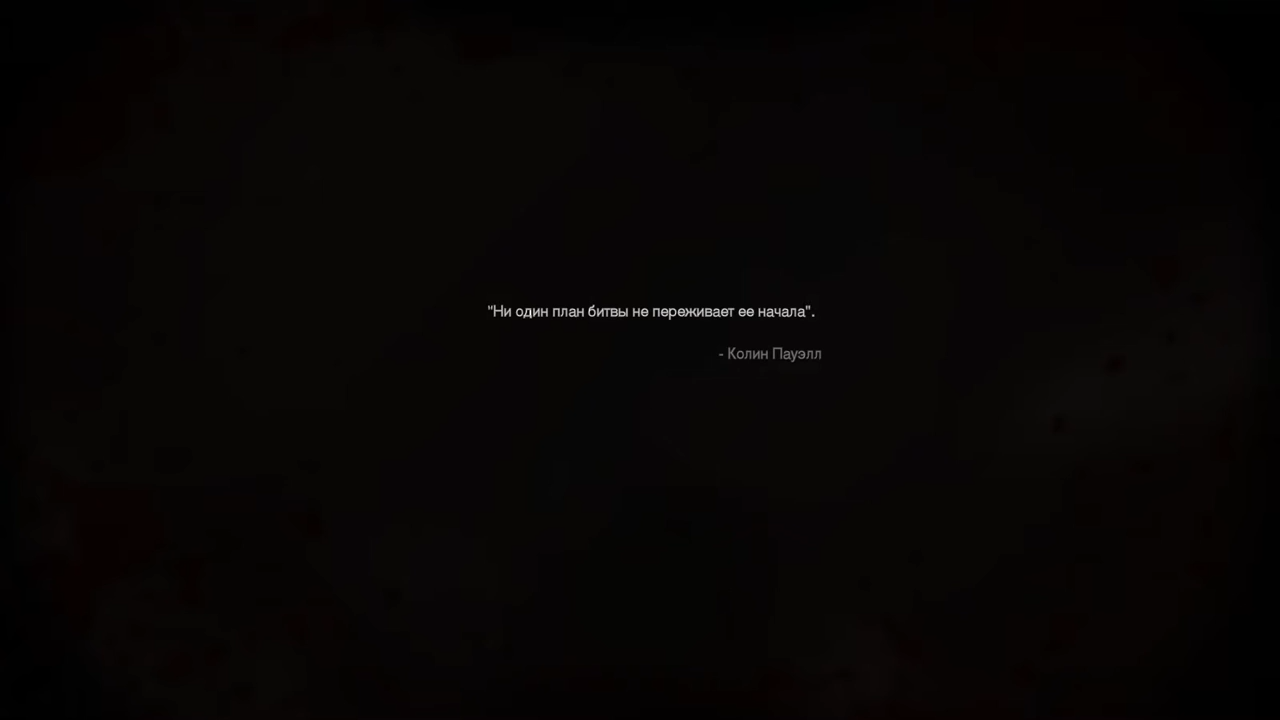 "Ни один план битвы не переживает ее начала".
- Колин Пауэлл